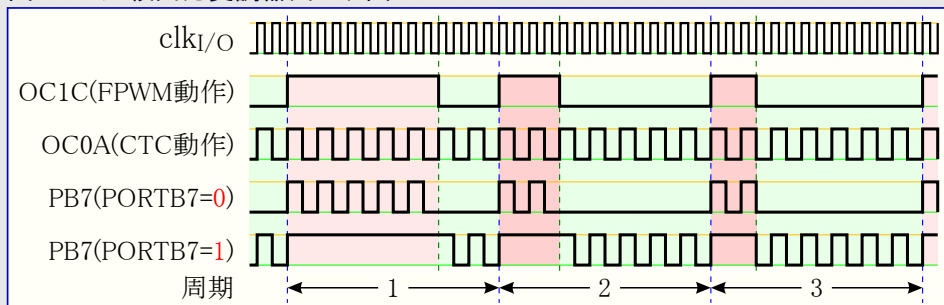 clkI/O
OC1C(FPWM動作)
OC0A(CTC動作)
PB7(PORTB7=0)
PB7(PORTB7=1)
周期 1 2 3